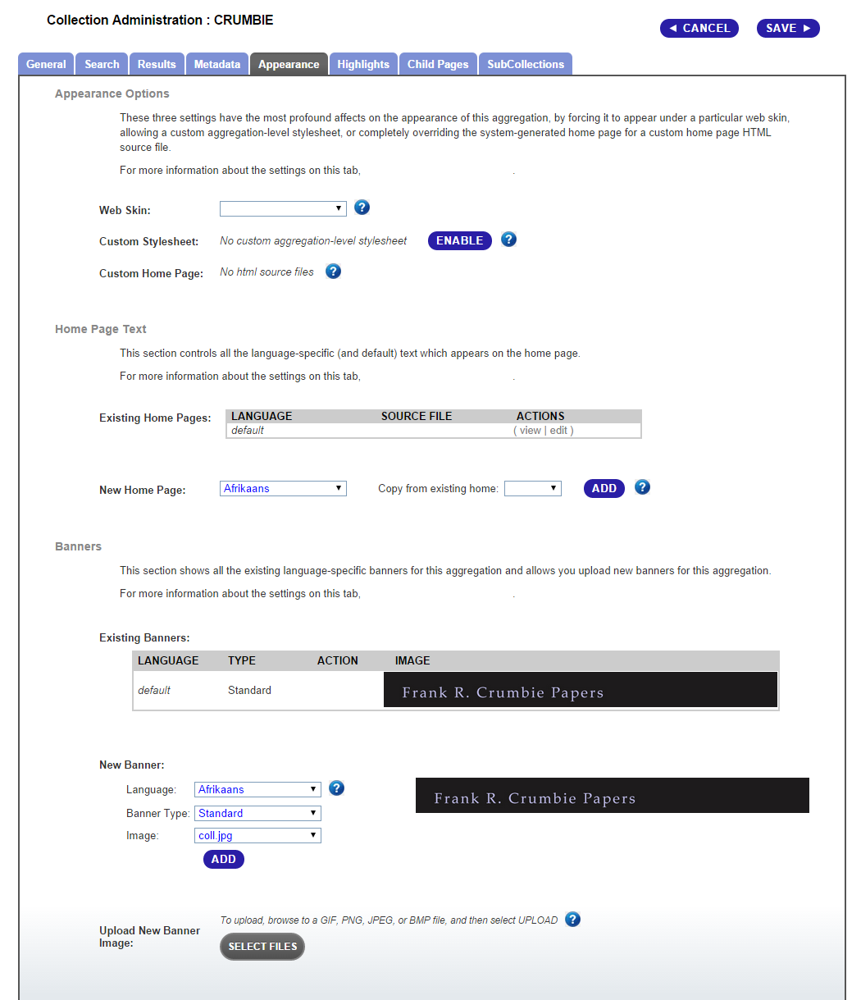 Collection Administration : CRUMBIE
◄ CANCEL
SAVE ►
General
Search
Results
Metadata
Appearance
Highlights
Child Pages
SubCollections
Appearance Options
These three settings have the most profound affects on the appearance of this aggregation, by forcing it to appear under a particular web skin,
allowing a custom aggregation-level stylesheet, or completely overriding the system-generated home page for a custom home page HTML
source file.
For more information about the settings on this tab, .
Web Skin: ▼ ?
Custom Stylesheet: No custom aggregation-level stylesheet ENABLE ?
Custom Home Page: No html source files ?
Home Page Text
This section controls all the language-specific (and default) text which appears on the home page.
For more information about the settings on this tab, .
Existing Home Pages: LANGUAGE SOURCE FILE ACTIONS
default ( view | edit )
New Home Page: Afrikaans ▼ Copy from existing home: ▼ ADD ?
Banners
This section shows all the existing language-specific banners for this aggregation and allows you upload new banners for this aggregation.
For more information about the settings on this tab, .
Existing Banners:
LANGUAGE TYPE ACTION IMAGE
default Standard Frank R. Crumbie Papers
New Banner:
Language: Afrikaans ▼ ?
Frank R. Crumbie Papers
Banner Type: Standard ▼
Image: coll.jpg ▼
ADD
To upload, browse to a GIF, PNG, JPEG, or BMP file, and then select UPLOAD ?
Upload New Banner
Image:
SELECT FILES